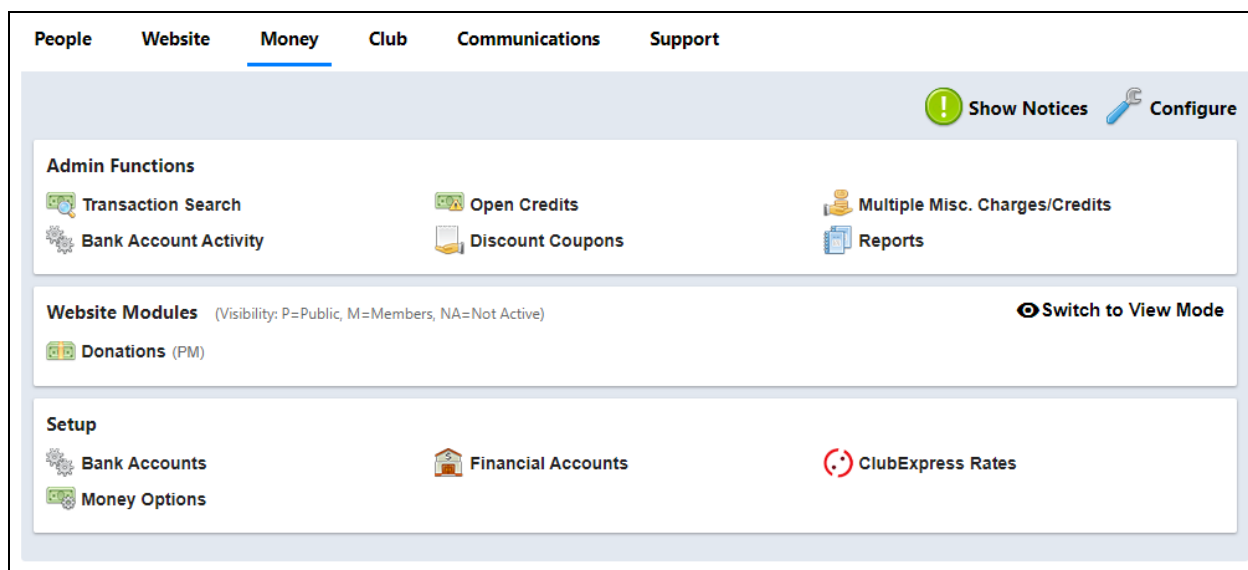 People Website Money Club Communications Support
Show Notices Configure
Admin Functions
Transaction Search Open Credits Multiple Misc. Charges/Credits
Bank Account Activity Discount Coupons Reports
Website Modules (Visibility: P=Public, M=Members, NA=Not Active) Switch to View Mode
Donations (PM)
Setup
Bank Accounts Financial Accounts ClubExpress Rates
Money Options